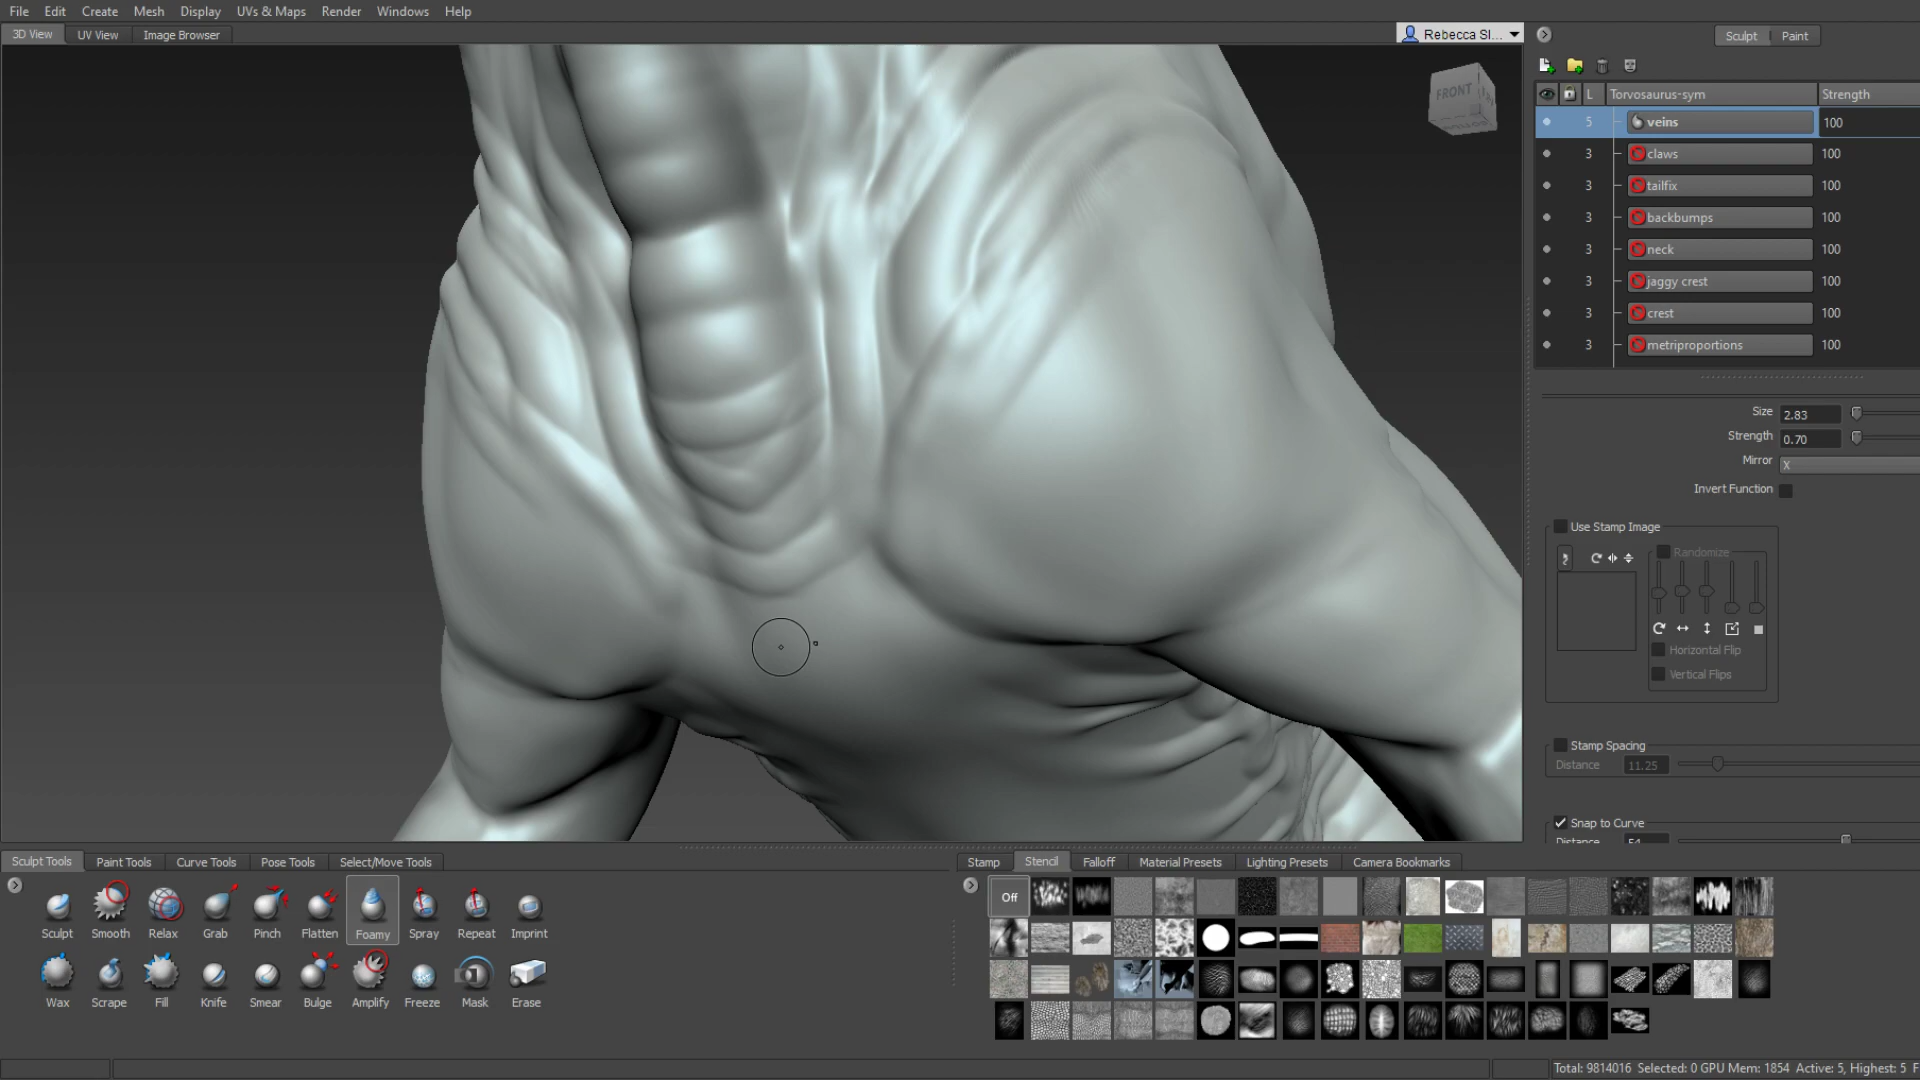 File Edit Create Mesh Display UVs & Maps Render Windows Help
3D View UV View Image Browser
Rebecca Sl...
Sculpt Paint
FRONT
L Torvosaurus-sym Strength
5 veins 100
3 claws 100
3 tailfix 100
3 backbumps 100
3 neck 100
3 jaggy crest 100
3 crest 100
3 metriproportions 100
Size 2.83
Strength 0.70
Mirror X
Invert Function
Use Stamp Image
Randomize
Horizontal Flip
Vertical Flips
Stamp Spacing
Distance 11.25
Snap to Curve
Distance 54
Sculpt Tools Paint Tools Curve Tools Pose Tools Select/Move Tools
Sculpt Smooth Relax Grab Pinch Flatten Foamy Spray Repeat Imprint
Wax Scrape Fill Knife Smear Bulge Amplify Freeze Mask Erase
Stamp Stencil Falloff Material Presets Lighting Presets Camera Bookmarks
Off
Total: 9814016 Selected: 0 GPU Mem: 1854 Active: 5, Highest: 5 F